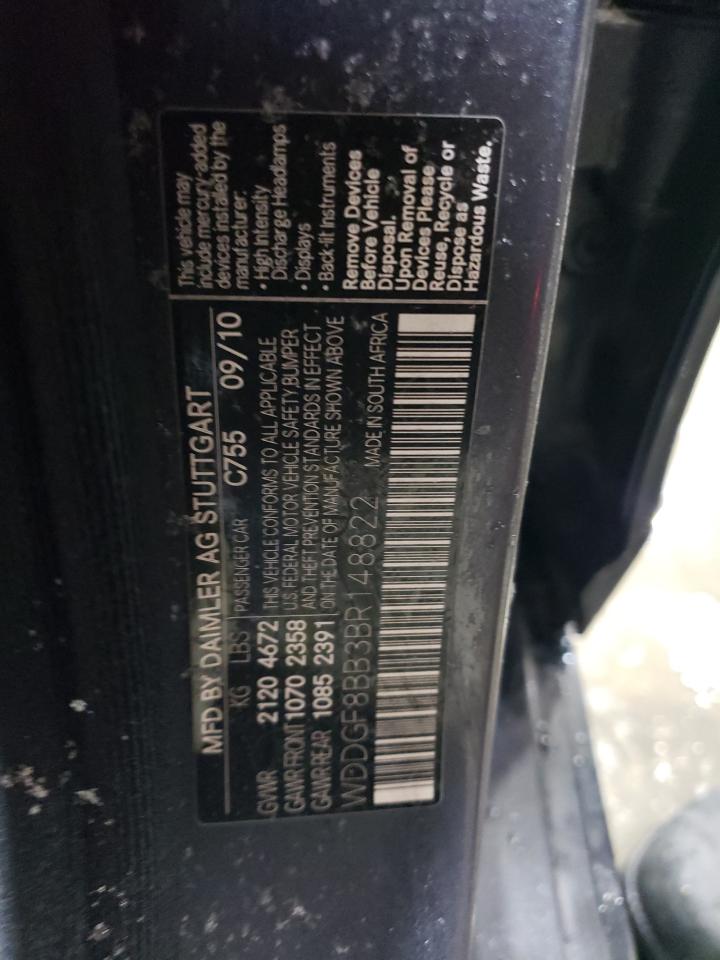 MFD BY DAIMLER AG STUTTGART
C755 09/10
KG LBS PASSENGER CAR
GVWR 2120 4672
GAWR FRONT 1070 2358
GAWR REAR 1085 2391
THIS VEHICLE CONFORMS TO ALL APPLICABLE
U.S. FEDERAL MOTOR VEHICLE SAFETY, BUMPER
AND THEFT PREVENTION STANDARDS IN EFFECT
ON THE DATE OF MANUFACTURE SHOWN ABOVE
WDDGF8BB3BR148822 MADE IN SOUTH AFRICA
This vehicle may
include mercury-added
devices installed by the
manufacturer:
• High Intensity
Discharge Headlamps
• Displays
• Back-lit Instruments
Remove Devices
Before Vehicle
Disposal.
Upon Removal of
Devices Please
Reuse, Recycle or
Dispose as
Hazardous Waste.